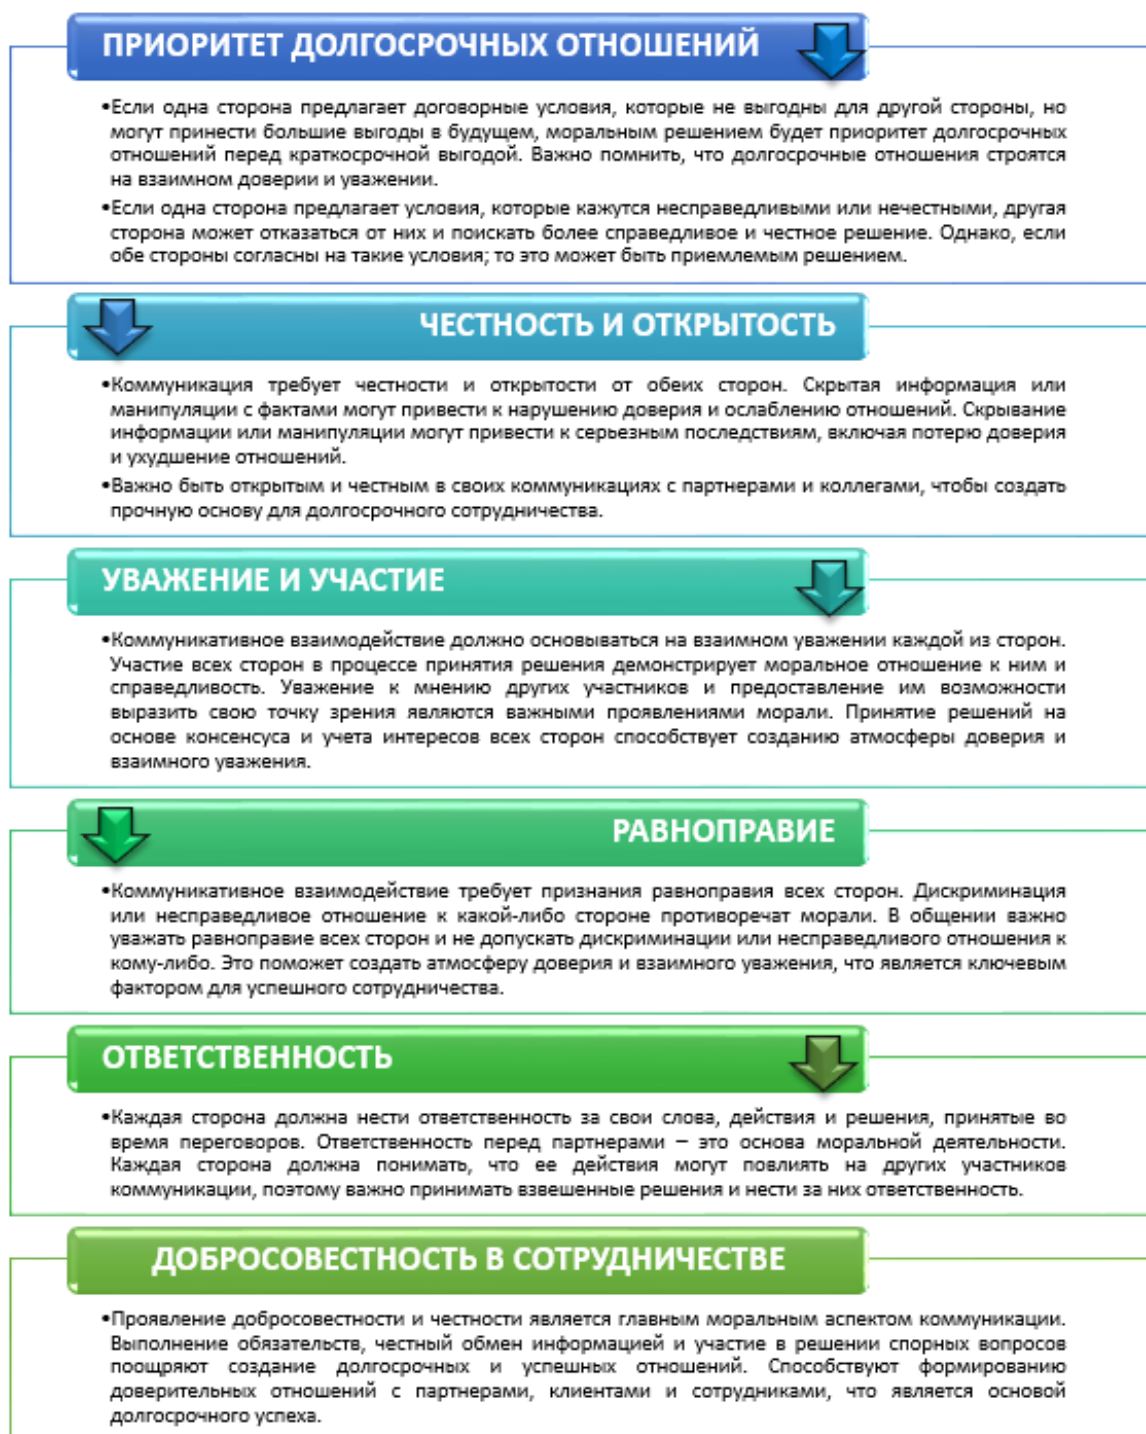 ПРИОРИТЕТ ДОЛГОСРОЧНЫХ ОТНОШЕНИЙ
•Если одна сторона предлагает договорные условия, которые не выгодны для другой стороны, но
могут принести большие выгоды в будущем, моральным решением будет приоритет долгосрочных
отношений перед краткосрочной выгодой. Важно помнить, что долгосрочные отношения строятся
на взаимном доверии и уважении.
•Если одна сторона предлагает условия, которые кажутся несправедливыми или нечестными, другая
сторона может отказаться от них и поискать более справедливое и честное решение. Однако, если
обе стороны согласны на такие условия; то это может быть приемлемым решением.
ЧЕСТНОСТЬ И ОТКРЫТОСТЬ
•Коммуникация требует честности и открытости от обеих сторон. Скрытая информация или
манипуляции с фактами могут привести к нарушению доверия и ослаблению отношений. Скрывание
информации или манипуляции могут привести к серьезным последствиям, включая потерю доверия
и ухудшение отношений.
•Важно быть открытым и честным в своих коммуникациях с партнерами и коллегами, чтобы создать
прочную основу для долгосрочного сотрудничества.
УВАЖЕНИЕ И УЧАСТИЕ
•Коммуникативное взаимодействие должно основываться на взаимном уважении каждой из сторон.
Участие всех сторон в процессе принятия решения демонстрирует моральное отношение к ним и
справедливость. Уважение к мнению других участников и предоставление им возможности
выразить свою точку зрения являются важными проявлениями морали. Принятие решений на
основе консенсуса и учета интересов всех сторон способствует созданию атмосферы доверия и
взаимного уважения.
РАВНОПРАВИЕ
•Коммуникативное взаимодействие требует признания равноправия всех сторон. Дискриминация
или несправедливое отношение к какой-либо стороне противоречат морали. В общении важно
уважать равноправие всех сторон и не допускать дискриминации или несправедливого отношения к
кому-либо. Это поможет создать атмосферу доверия и взаимного уважения, что является ключевым
фактором для успешного сотрудничества.
ОТВЕТСТВЕННОСТЬ
•Каждая сторона должна нести ответственность за свои слова, действия и решения, принятые во
время переговоров. Ответственность перед партнерами – это основа моральной деятельности.
Каждая сторона должна понимать, что ее действия могут повлиять на других участников
коммуникации, поэтому важно принимать взвешенные решения и нести за них ответственность.
ДОБРОСОВЕСТНОСТЬ В СОТРУДНИЧЕСТВЕ
•Проявление добросовестности и честности является главным моральным аспектом коммуникации.
Выполнение обязательств, честный обмен информацией и участие в решении спорных вопросов
поощряют создание долгосрочных и успешных отношений. Способствуют формированию
доверительных отношений с партнерами, клиентами и сотрудниками, что является основой
долгосрочного успеха.